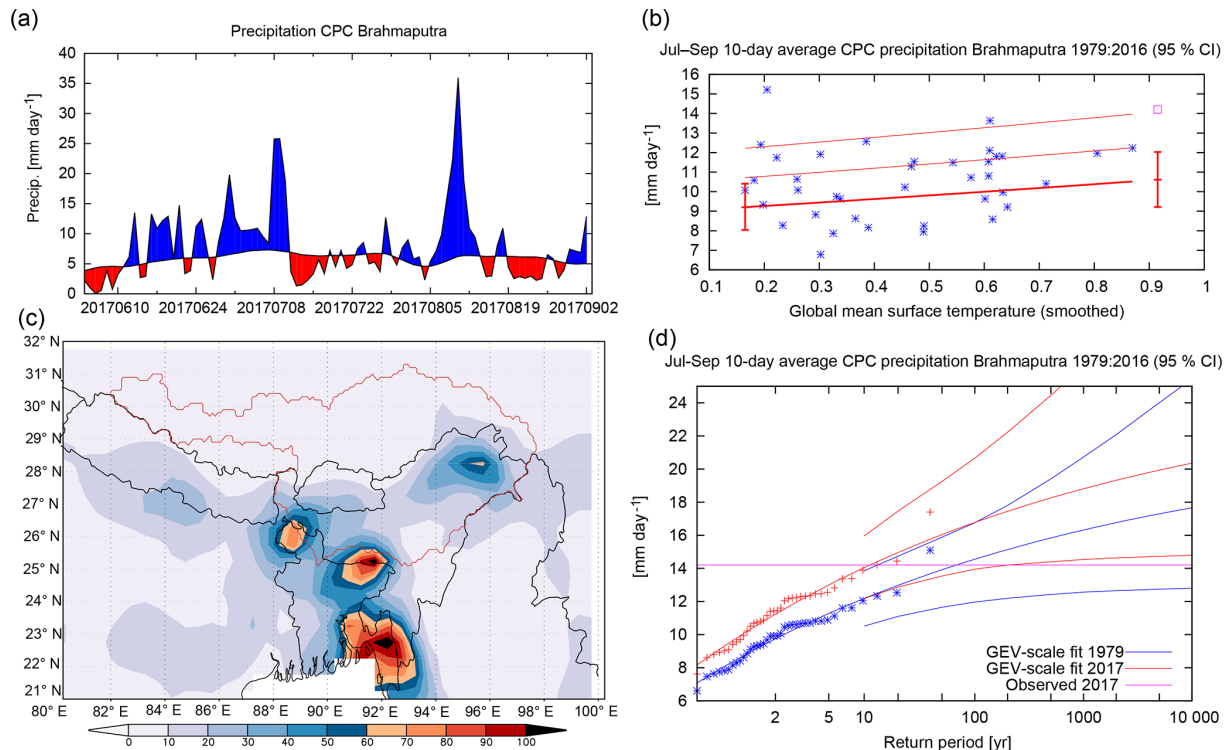 (a)
Precipitation CPC Brahmaputra
Precip. [mm day-1]
40
35
30
25
20
15
10
5
0
20170610 20170624 20170708 20170722 20170805 20170819 20170902
(b)
Jul–Sep 10-day average CPC precipitation Brahmaputra 1979:2016 (95 % CI)
[mm day-1]
16
15
14
13
12
11
10
9
8
7
6
0.1 0.2 0.3 0.4 0.5 0.6 0.7 0.8 0.9 1
Global mean surface temperature (smoothed)
(c)
32° N
31° N
30° N
29° N
28° N
27° N
26° N
25° N
24° N
23° N
22° N
21° N
80° E 82° E 84° E 86° E 88° E 90° E 92° E 94° E 96° E 98° E 100° E
0 10 20 30 40 50 60 70 80 90 100
(d)
Jul-Sep 10-day average CPC precipitation Brahmaputra 1979:2016 (95 % CI)
[mm day-1]
24
22
20
18
16
14
12
10
8
6
GEV-scale fit 1979
GEV-scale fit 2017
Observed 2017
2 5 10 100 1000 10 000
Return period [yr]